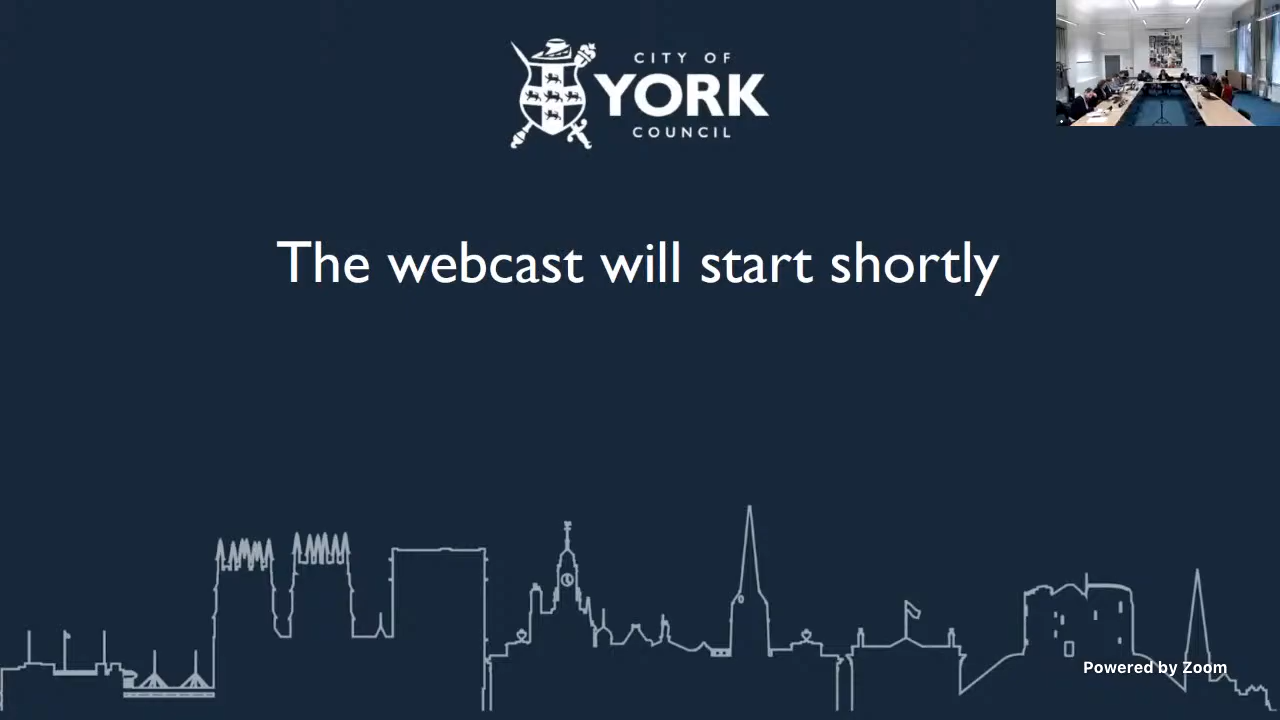 CITY OF
YORK
COUNCIL
The webcast will start shortly
Powered by Zoom